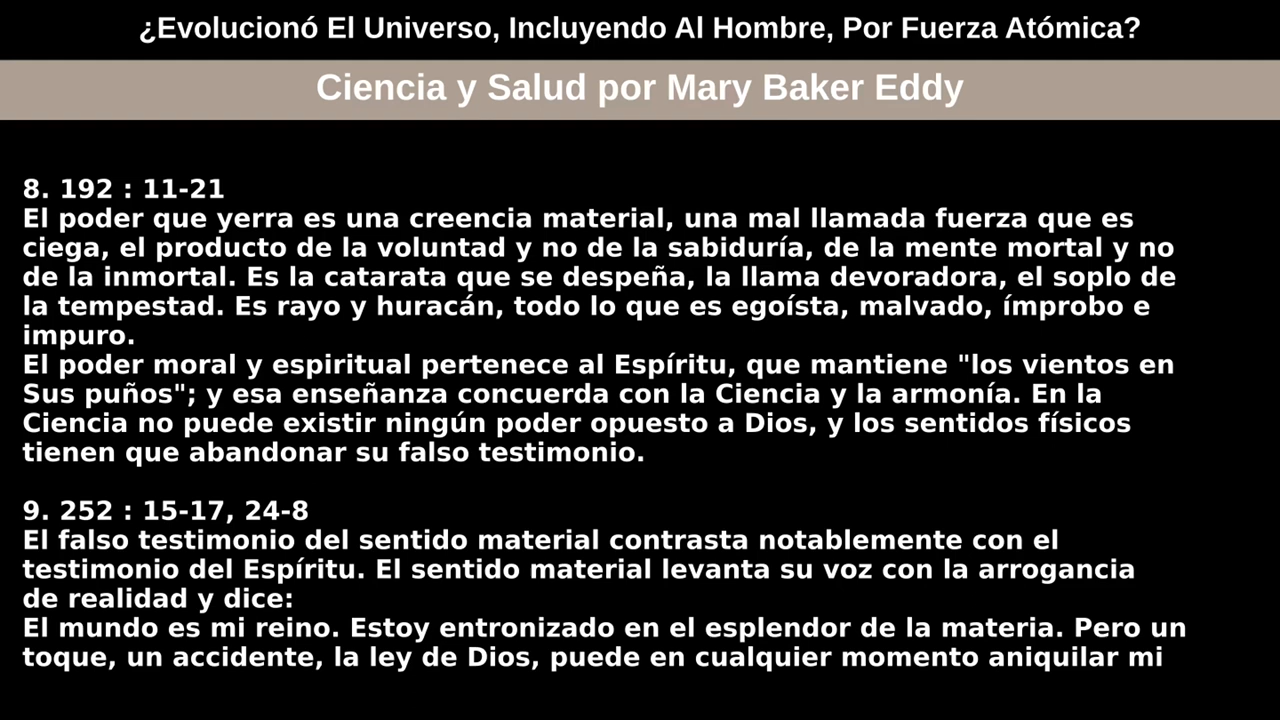 ¿Evolucionó El Universo, Incluyendo Al Hombre, Por Fuerza Atómica?
Ciencia y Salud por Mary Baker Eddy
8. 192 : 11-21
El poder que yerra es una creencia material, una mal llamada fuerza que es
ciega, el producto de la voluntad y no de la sabiduría, de la mente mortal y no
de la inmortal. Es la catarata que se despeña, la llama devoradora, el soplo de
la tempestad. Es rayo y huracán, todo lo que es egoísta, malvado, ímprobo e
impuro.
El poder moral y espiritual pertenece al Espíritu, que mantiene "los vientos en
Sus puños"; y esa enseñanza concuerda con la Ciencia y la armonía. En la
Ciencia no puede existir ningún poder opuesto a Dios, y los sentidos físicos
tienen que abandonar su falso testimonio.
9. 252 : 15-17, 24-8
El falso testimonio del sentido material contrasta notablemente con el
testimonio del Espíritu. El sentido material levanta su voz con la arrogancia
de realidad y dice:
El mundo es mi reino. Estoy entronizado en el esplendor de la materia. Pero un
toque, un accidente, la ley de Dios, puede en cualquier momento aniquilar mi